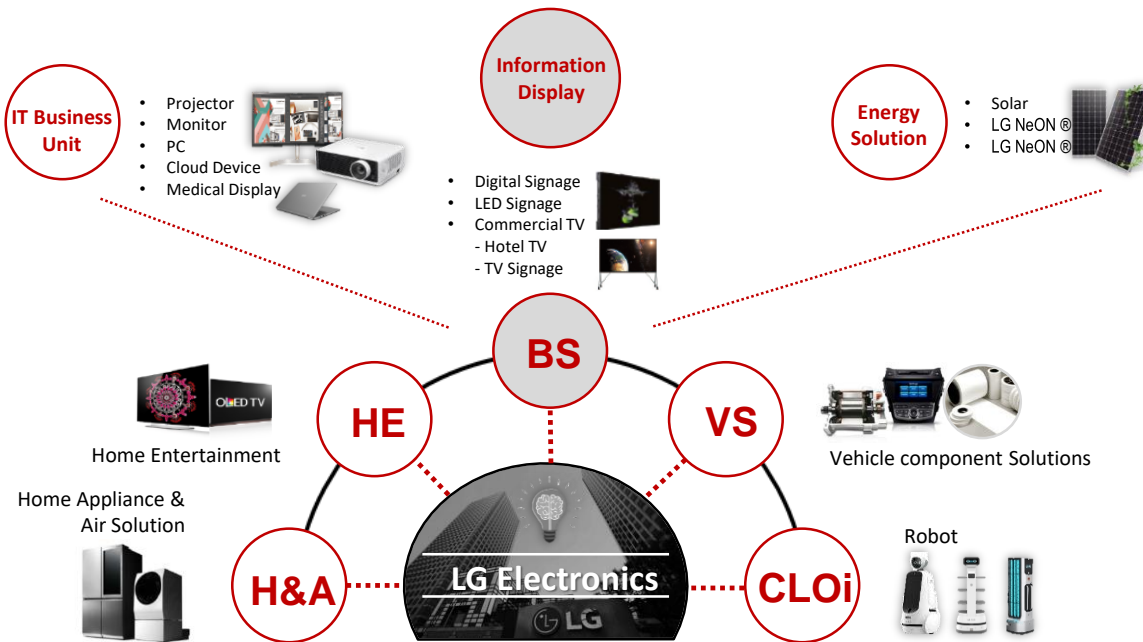 Information
Display
IT Business
Unit
• Projector
• Monitor
• PC
• Cloud Device
• Medical Display
Energy
Solution
• Solar
• LG NeON ®
• LG NeON ®
• Digital Signage
• LED Signage
• Commercial TV
- Hotel TV
- TV Signage
BS
HE
VS
OLED TV
Home Entertainment
Vehicle component Solutions
Home Appliance &
Air Solution
Robot
H&A
LG Electronics
CLOi
LG